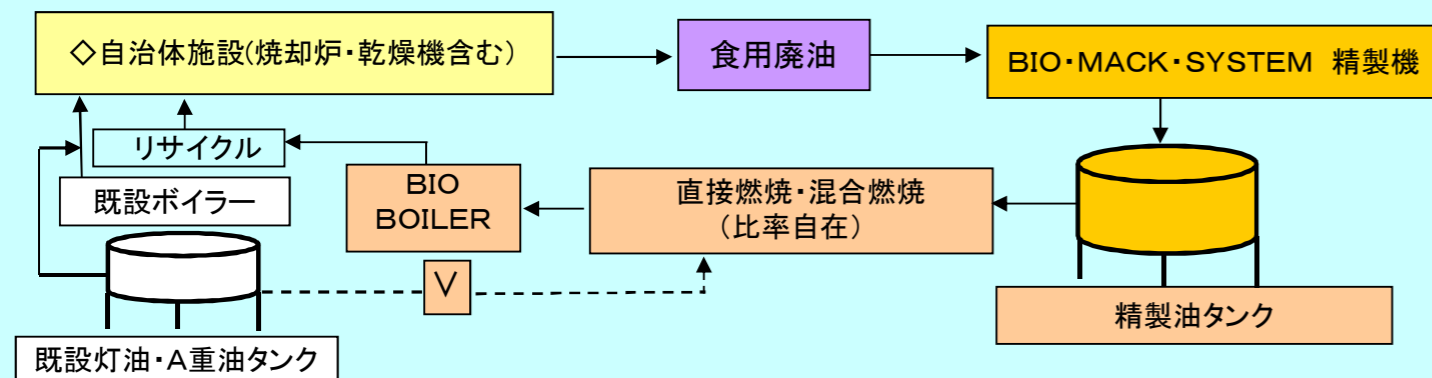 ◇自治体施設(焼却炉・乾燥機含む)
食用廃油
BIO・MACK・SYSTEM 精製機
リサイクル
既設ボイラー
BIO
BOILER
直接燃焼・混合燃焼
(比率自在)
V
精製油タンク
既設灯油・A重油タンク